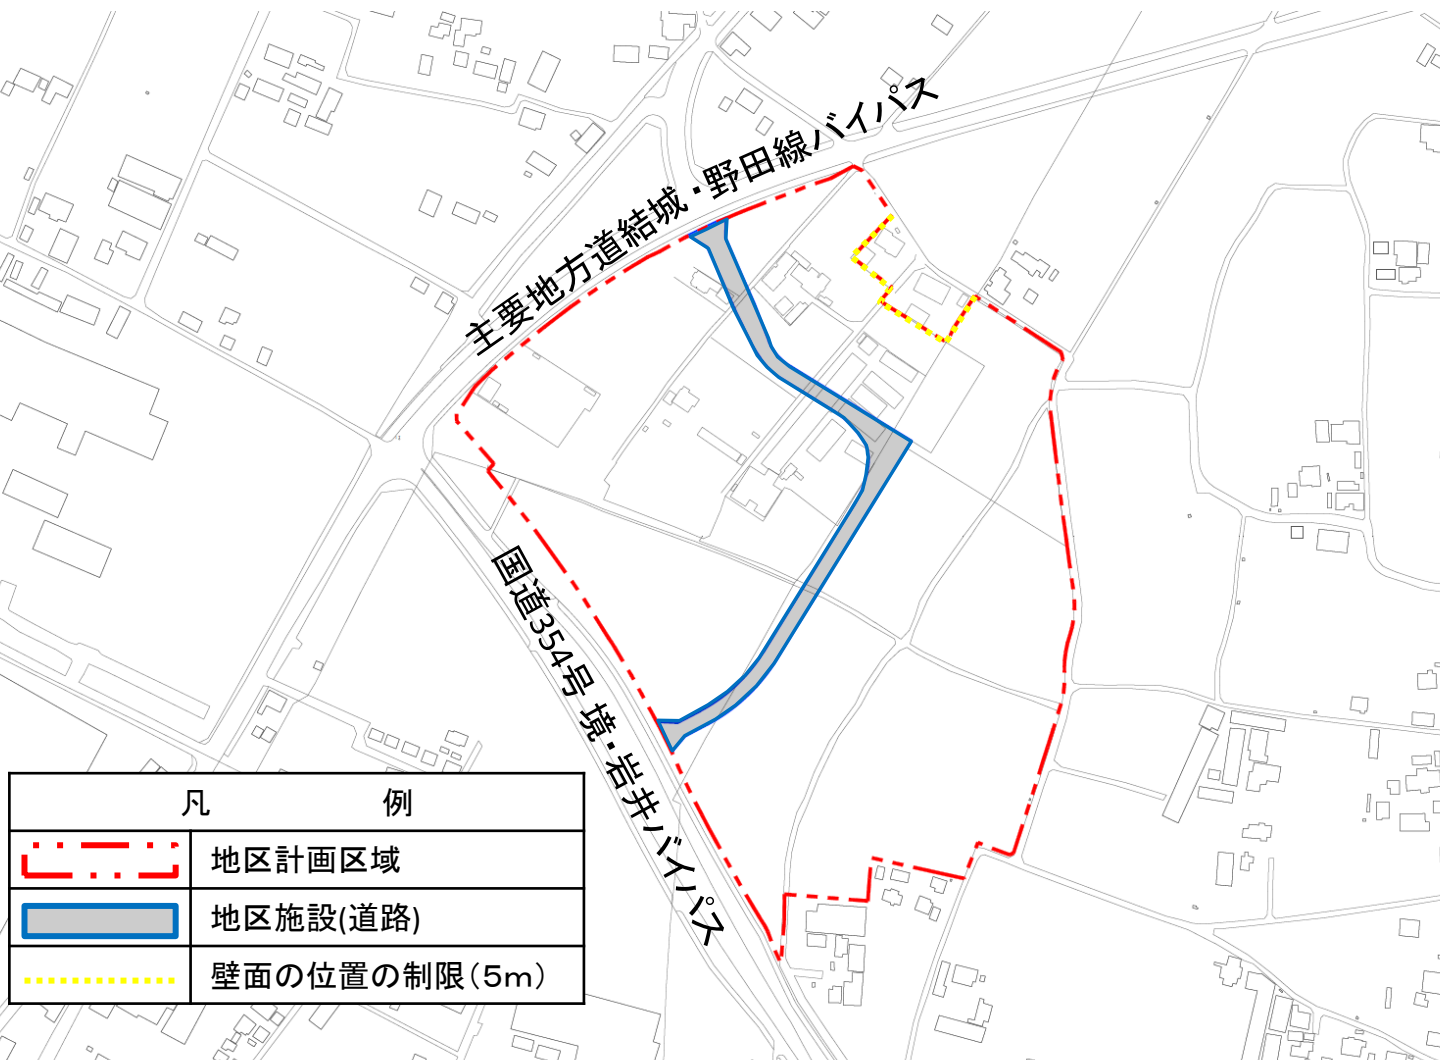 主要地方道結城・野田線バイパス
国道354号 境・岩井バイパス
凡 例
地区計画区域
地区施設(道路)
壁面の位置の制限(5m)